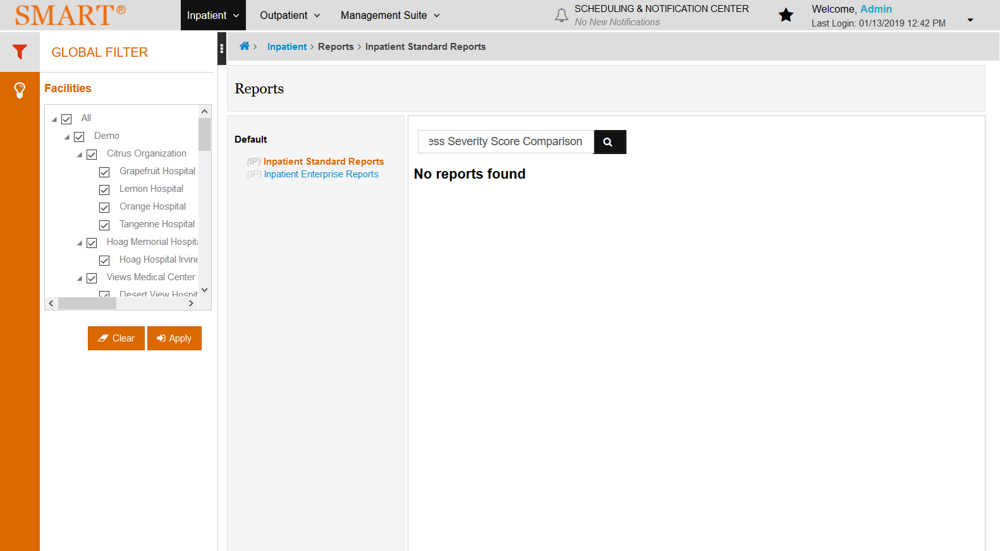 SMART®
Inpatient
Outpatient
Management Suite
SCHEDULING & NOTIFICATION CENTER
No New Notifications
Welcome, Admin
Last Login: 01/13/2019 12:42 PM
GLOBAL FILTER
Inpatient > Reports > Inpatient Standard Reports
Facilities
All
Demo
Citrus Organization
Grapefruit Hospital
Lemon Hospital
Orange Hospital
Tangerine Hospital
Hoag Memorial Hospita
Hoag Hospital Irvine
Views Medical Center
Desert View Hospit
Clear
Apply
Reports
Default
(IP) Inpatient Standard Reports
(IP) Inpatient Enterprise Reports
ess Severity Score Comparison
No reports found